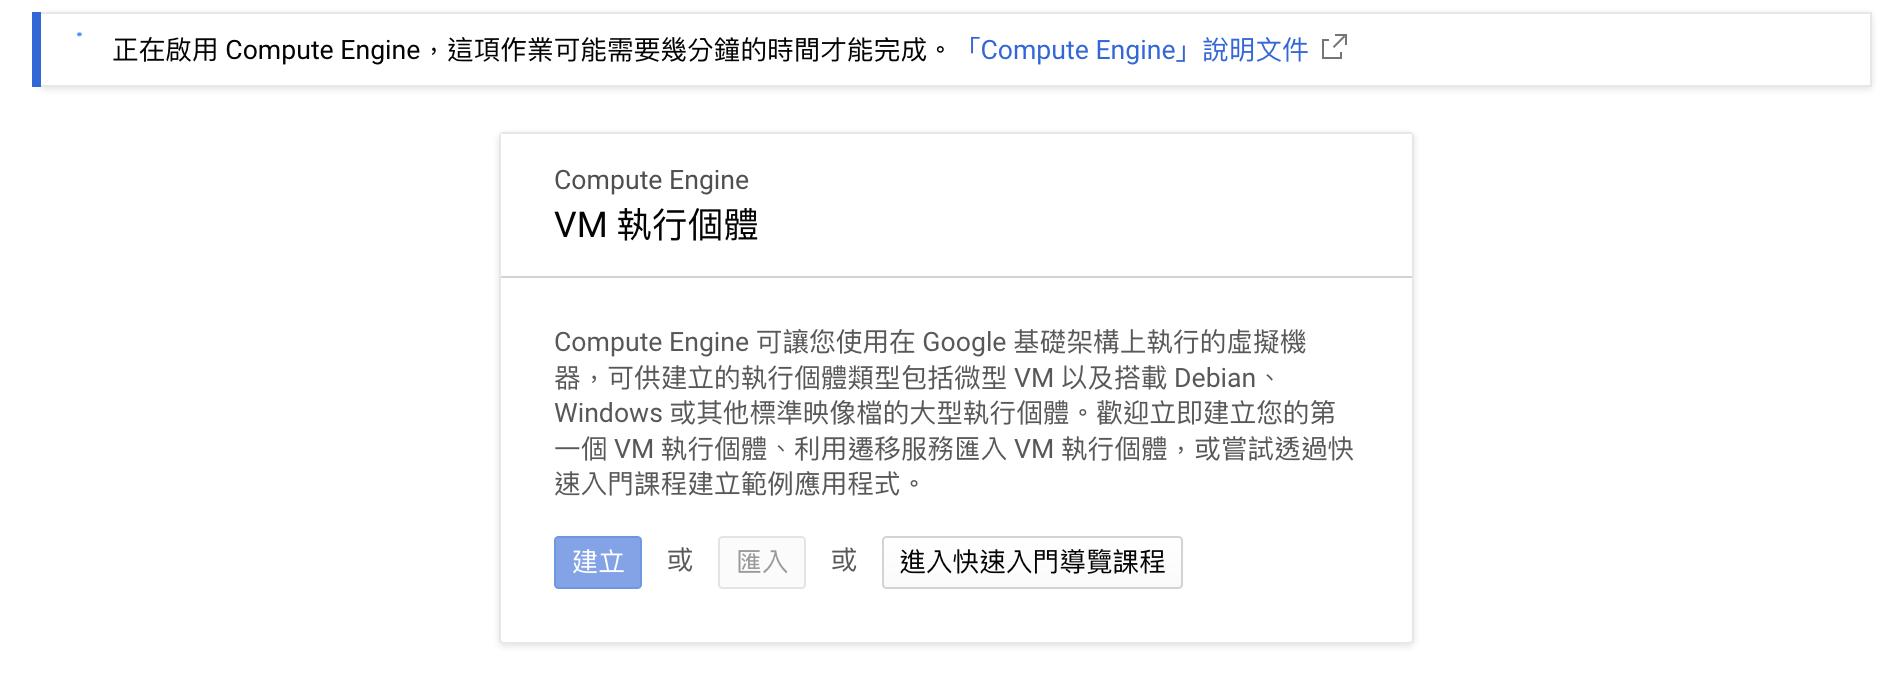 正在啟用 Compute Engine，這項作業可能需要幾分鐘的時間才能完成。「Compute Engine」說明文件
Compute Engine
VM 執行個體
Compute Engine 可讓您使用在 Google 基礎架構上執行的虛擬機
器，可供建立的執行個體類型包括微型 VM 以及搭載 Debian、
Windows 或其他標準映像檔的大型執行個體。歡迎立即建立您的第
一個 VM 執行個體、利用遷移服務匯入 VM 執行個體，或嘗試透過快
速入門課程建立範例應用程式。
建立 或 匯入 或 進入快速入門導覽課程